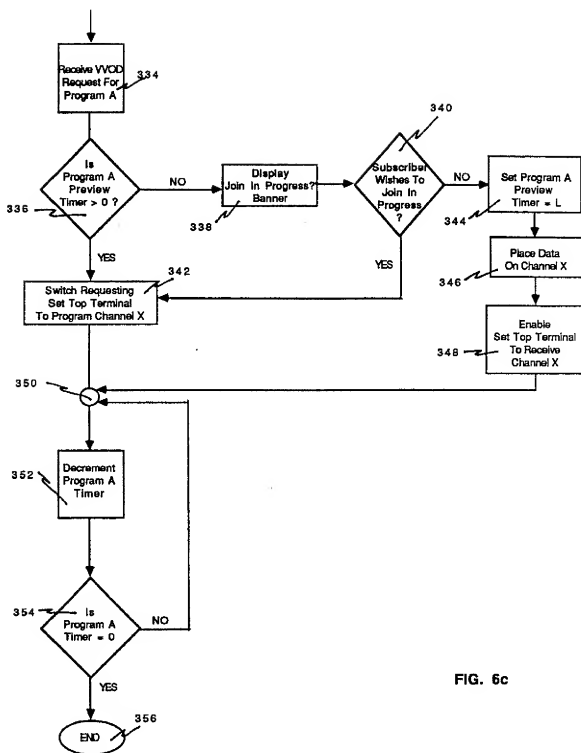 Receive VVOD
Request For
Program A
334
Is
Program A
Preview
Timer > 0 ?
336
NO
YES
Display
Join In Progress?
Banner
338
340
Subscriber
Wishes To
Join In
Progress
?
NO
YES
Set Program A
Preview
Timer = L
344
342
Switch Requesting
Set Top Terminal
To Program Channel X
Place Data
On Channel X
346
Enable
Set Top Terminal
To Receive
Channel X
348
350
Decrement
Program A
Timer
352
354
Is
Program A
Timer = 0
NO
YES
END
356
FIG. 6c